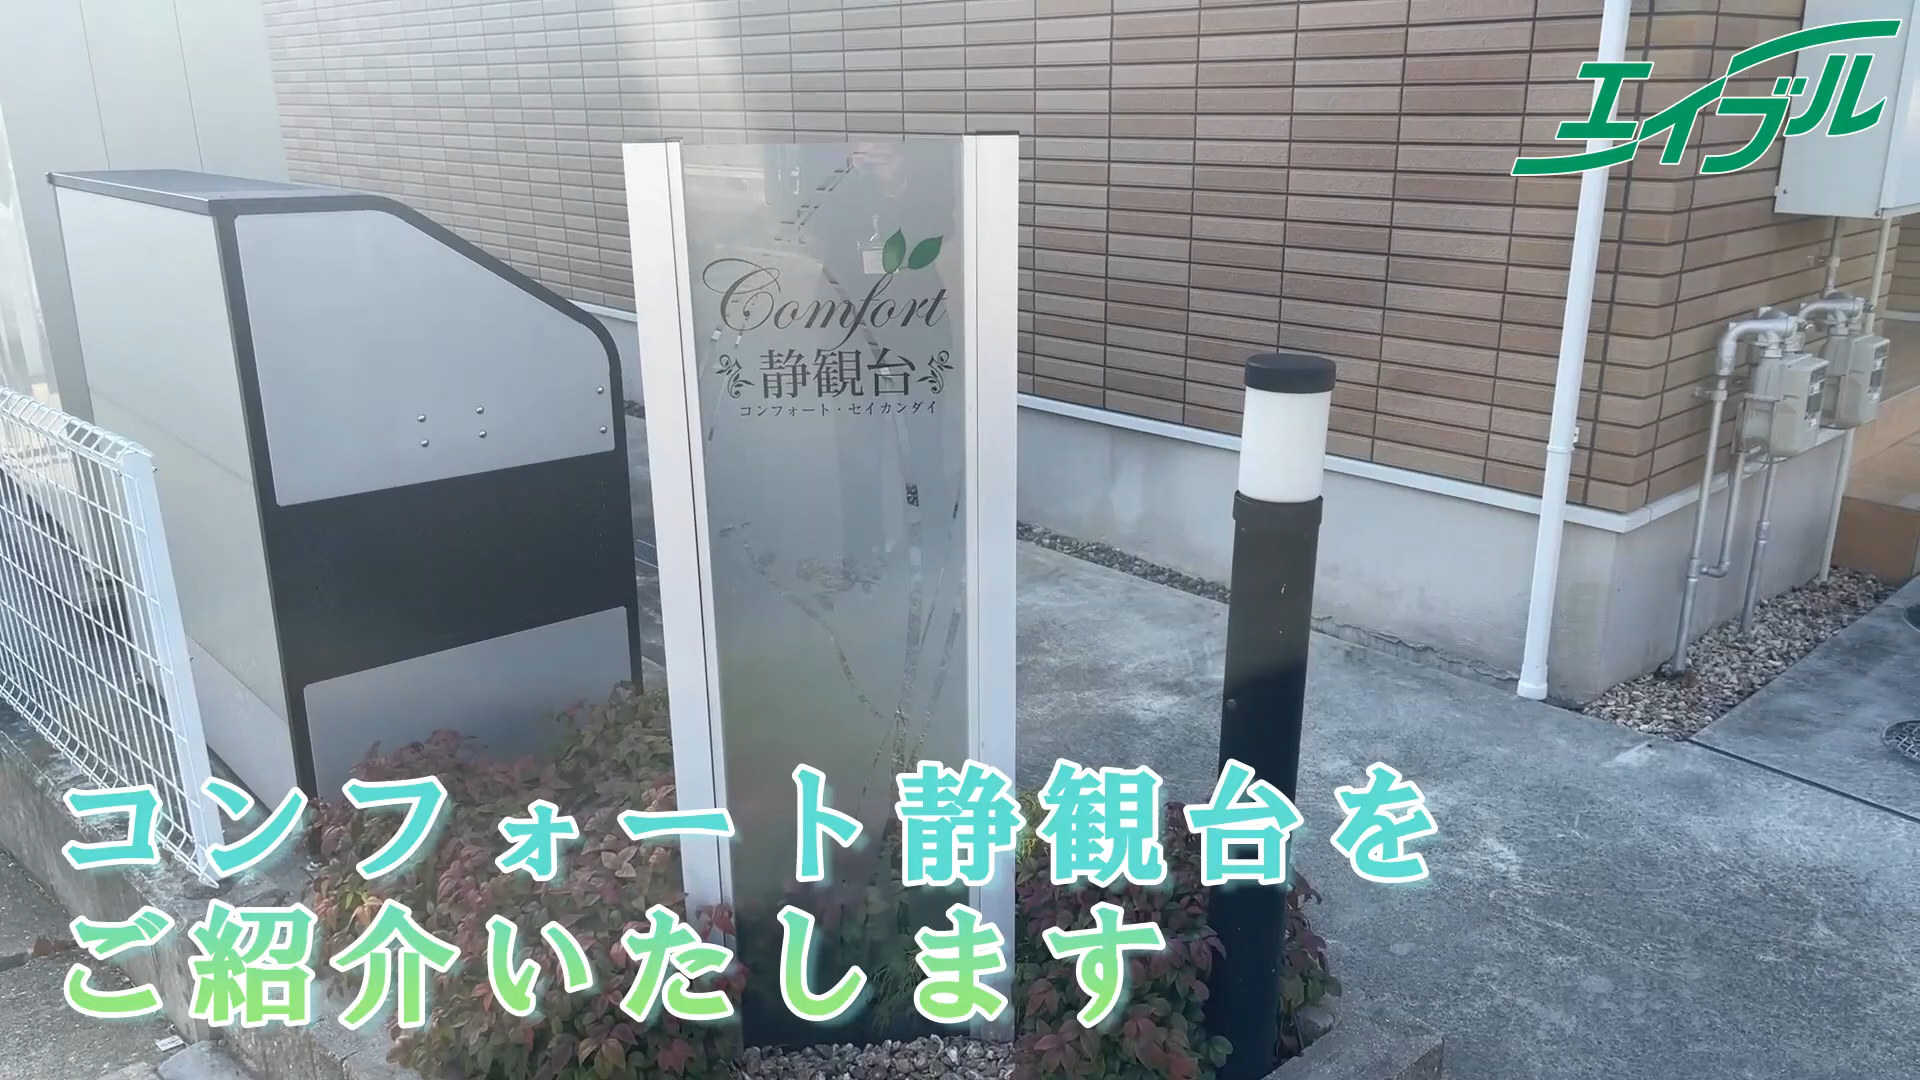 エイブル
Comfort
静観台
コンフォート・セイカンダイ
コンフォート静観台を
ご紹介いたします